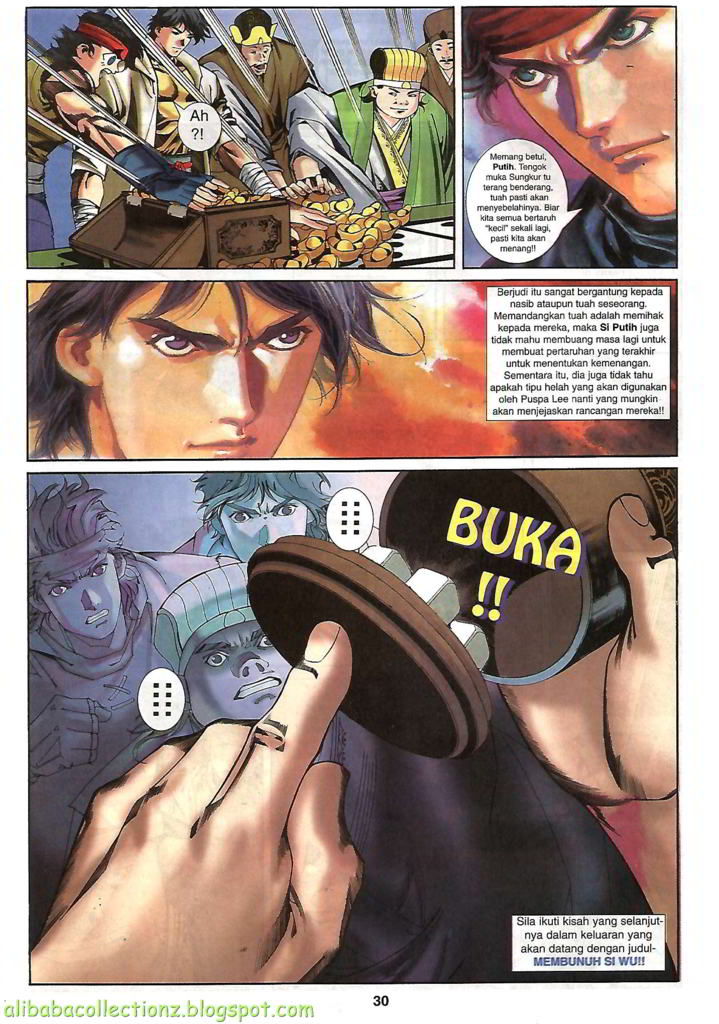 Ah
?!
Memang betul,
Putih. Tengok
muka Sungkur tu
terang benderang,
tuah pasti akan
menyebelahinya. Biar
kita semua bertaruh
"kecil" sekali lagi,
pasti kita akan
menang!!
Berjudi itu sangat bergantung kepada
nasib ataupun tuah seseorang.
Memandangkan tuah adalah memihak
kepada mereka, maka Si Putih juga
tidak mahu membuang masa lagi untuk
membuat pertaruhan yang terakhir
untuk menentukan kemenangan.
Sementara itu, dia juga tidak tahu
apakah tipu helah yang akan digunakan
oleh Puspa Lee nanti yang mungkin
akan menjejaskan rancangan mereka!!
BUKA
!!
Sila ikuti kisah yang selanjut-
nya dalam keluaran yang
akan datang dengan judul-
MEMBUNUH SI WU!!
30
alibabacollectionz.blogspot.com